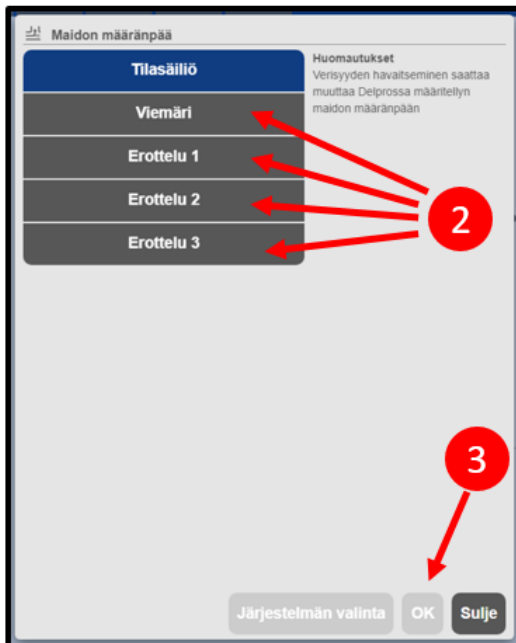 Maidon määränpää
Tilasäiliö
Viemäri
Erottelu 1
Erottelu 2
Erottelu 3
Huomautukset
Verisyyden havaitseminen saattaa
muuttaa Delprossa määritellyn
maidon määränpään
2
3
Järjestelmän valinta
OK
Sulje